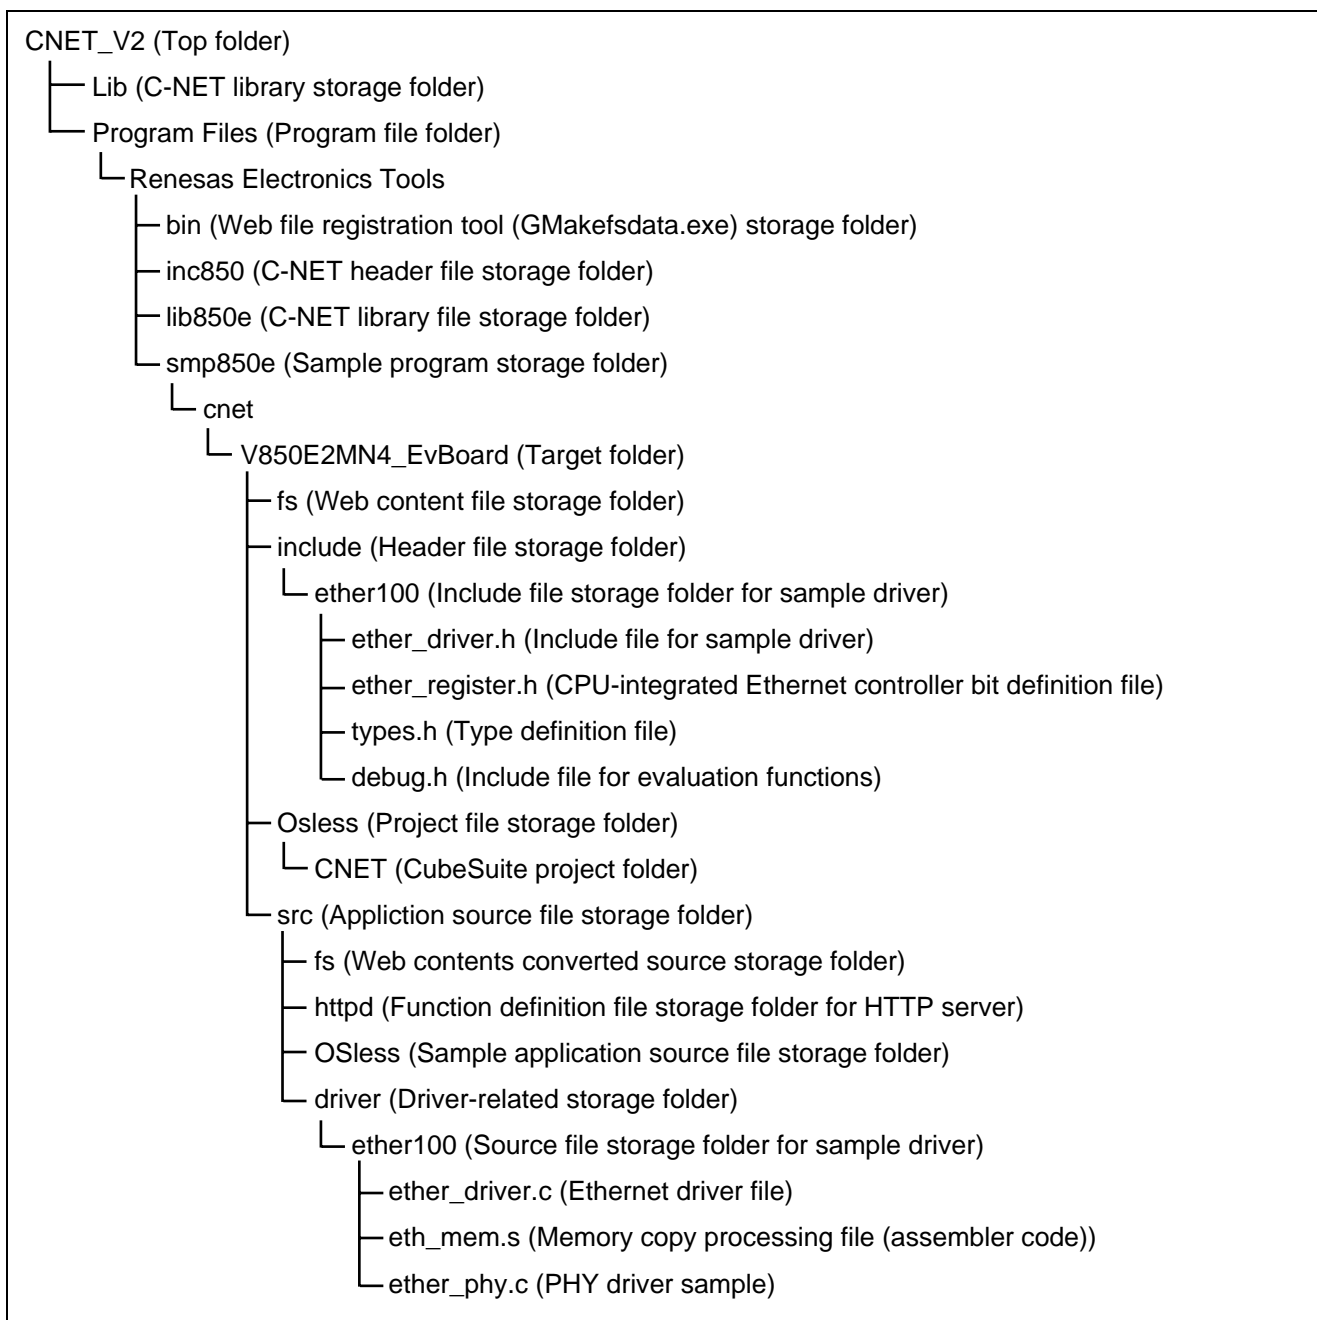 CNET_V2 (Top folder)
Lib (C-NET library storage folder)
Program Files (Program file folder)
Renesas Electronics Tools
bin (Web file registration tool (GMakefsdata.exe) storage folder)
inc850 (C-NET header file storage folder)
lib850e (C-NET library file storage folder)
smp850e (Sample program storage folder)
cnet
V850E2MN4_EvBoard (Target folder)
fs (Web content file storage folder)
include (Header file storage folder)
ether100 (Include file storage folder for sample driver)
ether_driver.h (Include file for sample driver)
ether_register.h (CPU-integrated Ethernet controller bit definition file)
types.h (Type definition file)
debug.h (Include file for evaluation functions)
Osless (Project file storage folder)
CNET (CubeSuite project folder)
src (Appliction source file storage folder)
fs (Web contents converted source storage folder)
httpd (Function definition file storage folder for HTTP server)
OSless (Sample application source file storage folder)
driver (Driver-related storage folder)
ether100 (Source file storage folder for sample driver)
ether_driver.c (Ethernet driver file)
eth_mem.s (Memory copy processing file (assembler code))
ether_phy.c (PHY driver sample)